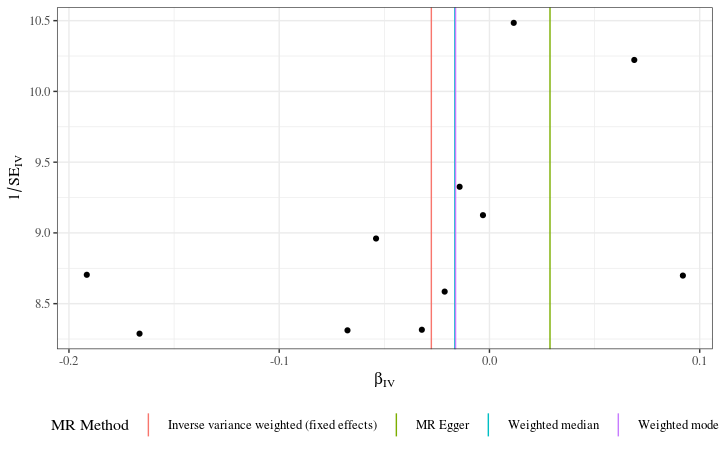 10.5
10.0
9.5
9.0
8.5
1/SE_IV
-0.2
-0.1
0.0
0.1
β_IV
MR Method
Inverse variance weighted (fixed effects)
MR Egger
Weighted median
Weighted mode